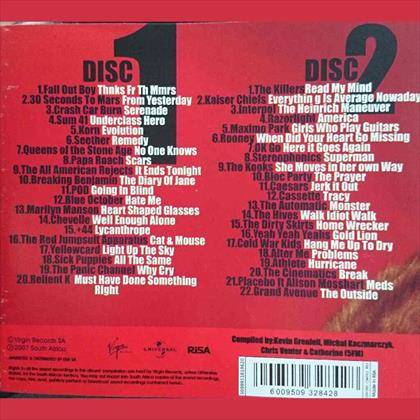 DISC 1
1.Fall Out Boy Thnks Fr Th Mmrs
2.30 Seconds To Mars From Yesterday
3.Crash Car Burn Serenade
4.Sum 41 Underclass Hero
5.Korn Evolution
6.Seether Remedy
7.Queens of the Stone Age No One Knows
8.Papa Roach Scars
9.The All American Rejects It Ends Tonight
10.Breaking Benjamin The Diary Of Jane
11.POD Going In Blind
12.Blue October Hate Me
13.Marilyn Manson Heart Shaped Glasses
14.Chevelle Well Enough Alone
15.+44 Lycanthrope
16.The Red Jumpsuit Apparatus Cat & Mouse
17.Yellowcard Light Up The Sky
18.Sick Puppies All The Same
19.The Panic Channel Why Cry
20.Relient K Must Have Done Something
Right
DISC 2
1.The Killers Read My Mind
2.Kaiser Chiefs Everything Is Average Nowadays
3.Interpol The Heinrich Maneuver
4.Razorlight America
5.Maximo Park Girls Who Play Guitars
6.Rooney When Did Your Heart Go Missing
7.OK Go Here it Goes Again
8.Stereophonics Superman
9.The Kooks She Moves in her own Way
10.Bloc Party The Prayer
11.Caesars Jerk it Out
12.Cassette Tracy
13.The Automatic Monster
14.The Hives Walk Idiot Walk
15.The Dirty Skirts Home Wrecker
16.Yeah Yeah Yeahs Gold Lion
17.Cold War Kids Hang Me Up To Dry
18.Alter Me Problems
19.Athlete Hurricane
20.The Cinematics Break
21.Placebo ft Alison Mosshart Meds
22.Grand Avenue The Outside
℗ Virgin Records SA
© 2007 South Africa
Virgin
UNIVERSAL
RiSA
Compiled by:Kevin Grenfell, Michal Kaczmarczyk,
Chris Venter & Catherine (5FM)
6 009509 328428
Made in RSA